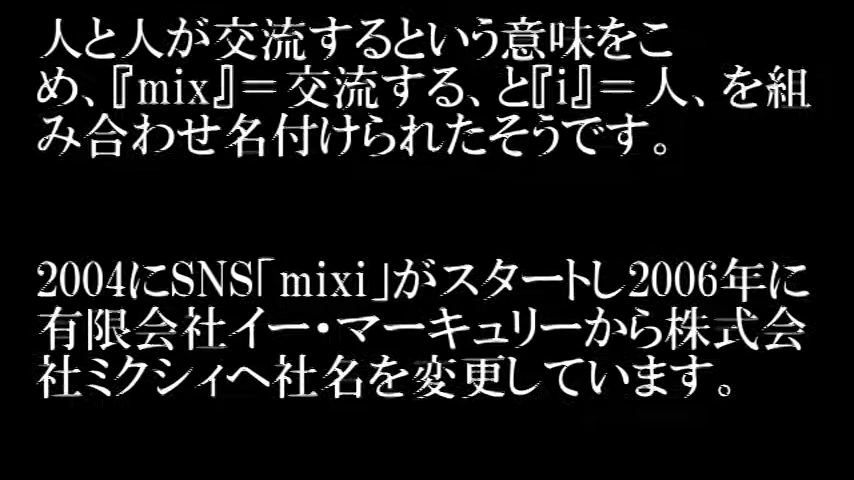 人と人が交流するという意味をこ
め、『mix』＝交流する、と『i』＝人、を組
み合わせ名付けられたそうです。
2004にSNS「mixi」がスタートし2006年に
有限会社イー・マーキュリーから株式会
社ミクシィへ社名を変更しています。